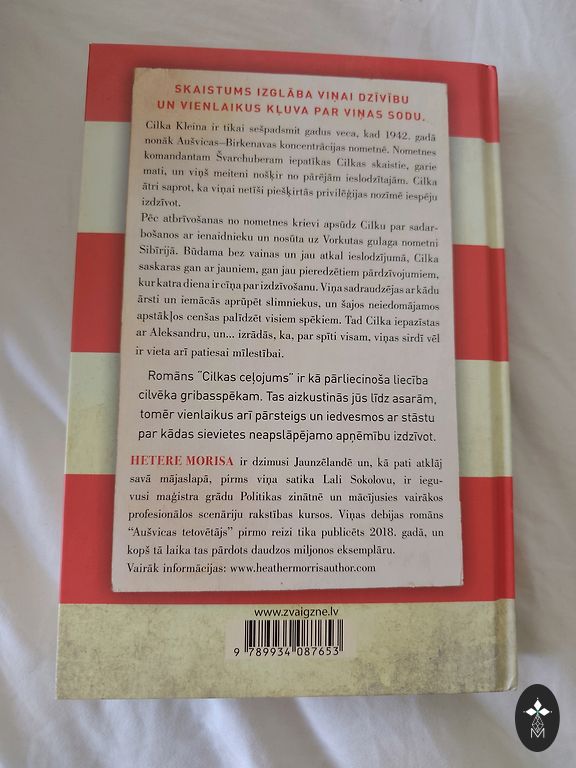 SKAISTUMS IZGLĀBA VIŅAI DZĪVĪBU
UN VIENLAIKUS KĻUVA PAR VIŅAS SODU.
Cilka Kleina ir tikai sešpadsmit gadus veca, kad 1942. gadā
nonāk Aušvicas–Birkenavas koncentrācijas nometnē. Nometnes
komandantam Švarchuberam iepatīkas Cilkas skaistie, garie
mati, un viņš meiteni nošķir no pārējām ieslodzītajām. Cilka
ātri saprot, ka viņai netīši piešķirtās privilēģijas nozīmē iespēju
izdzīvot.
Pēc atbrīvošanas no nometnes krievi apsūdz Cilku par sadar-
bošanos ar ienaidnieku un nosūta uz Vorkutas gulaga nometni
Sibīrijā. Būdama bez vainas un jau atkal ieslodzījumā, Cilka
saskaras gan ar jauniem, gan jau pieredzētiem pārdzīvojumiem,
kur katra diena ir cīņa par izdzīvošanu. Viņa sadraudzējas ar kādu
ārsti un iemācās aprūpēt slimniekus, un šajos neiedomājamos
apstākļos cenšas palīdzēt visiem spēkiem. Tad Cilka iepazīstas
ar Aleksandru, un... izrādās, ka, par spīti visam, viņas sirdī vēl
ir vieta arī patiesai mīlestībai.
Romāns “Cilkas ceļojums” ir kā pārliecinoša liecība
cilvēka gribasspēkam. Tas aizkustinās jūs līdz asarām,
tomēr vienlaikus arī pārsteigs un iedvesmos ar stāstu
par kādas sievietes neapslāpējamo apņēmību izdzīvot.
HETERE MORISA ir dzimusi Jaunzēlandē un, kā pati atklāj
savā mājaslapā, pirms viņa satika Lali Sokolovu, ir iegu-
vusi maģistra grādu Politikas zinātnē un mācījusies vairākos
profesionālos scenāriju rakstības kursos. Viņas debijas romāns
“Aušvicas tetovētājs” pirmo reizi tika publicēts 2018. gadā, un
kopš tā laika tas pārdots daudzos miljonos eksemplāru.
Vairāk informācijas: www.heathermorrisauthor.com
www.zvaigzne.lv
9 789934 087653
M